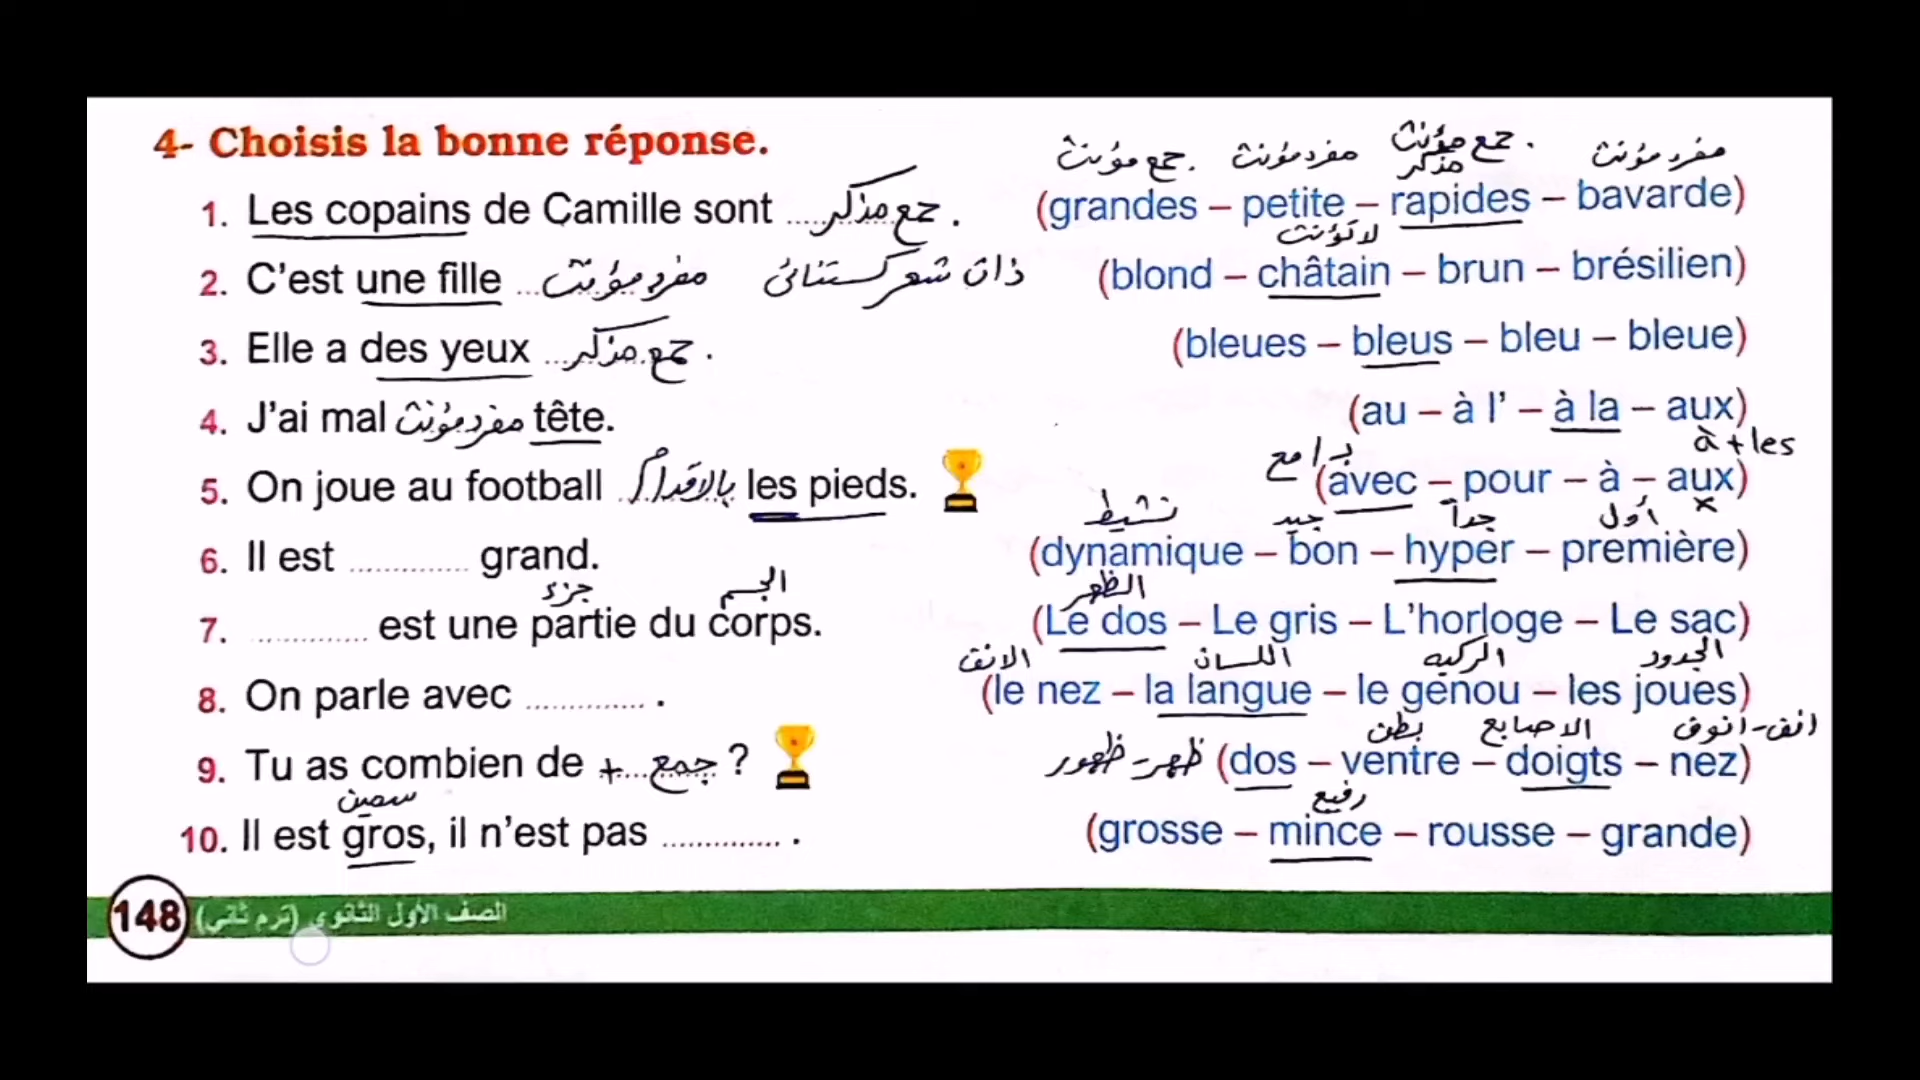 4- Choisis la bonne réponse.
جمع مؤنث. مفرد مؤنث جمع مؤنث. مفرد مؤنث
مذكر
1. Les copains de Camille sont ....جمع مذكر. (grandes – petite – rapides – bavarde)
لا تؤنث
2. C'est une fille ...مفرد مؤنث ذات شعر كستنائى (blond – châtain – brun – brésilien)
3. Elle a des yeux ...جمع مذكر. (bleues – bleus – bleu – bleue)
4. J'ai mal مفرد مؤنث tête. (au – à l' – à la – aux)
à + les
5. On joue au football ...بالاقدام les pieds. (avec – pour – à – aux)
نشيط جيد جداً أول x
6. Il est ............. grand. (dynamique – bon – hyper – première)
جزء الجسم الظهر
7. ............. est une partie du corps. (Le dos – Le gris – L'horloge – Le sac)
الانف اللسان الركبه الخدود
8. On parle avec ............. . (le nez – la langue – le genou – les joues)
بطن الاصابع انف - انوف
9. Tu as combien de +...جمع... ? ظهر - ظهور (dos – ventre – doigts – nez)
سمين رفيع
10. Il est gros, il n'est pas ............. . (grosse – mince – rousse – grande)
148 الصف الأول الثانوي (ترم ثاني)